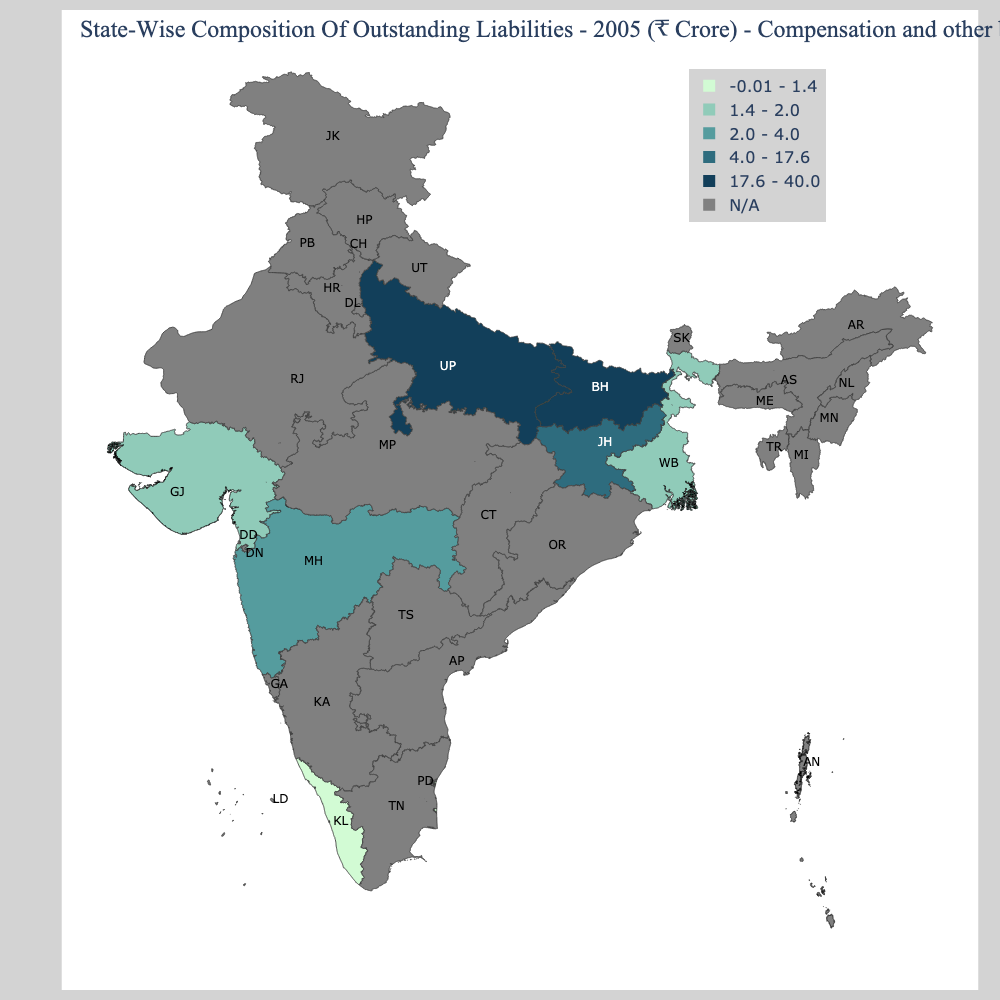 State-Wise Composition Of Outstanding Liabilities - 2005 (₹ Crore) - Compensation and other
-0.01 - 1.4
1.4 - 2.0
2.0 - 4.0
4.0 - 17.6
17.6 - 40.0
N/A
JK
HP
PB
CH
UT
HR
DL
SK
AR
RJ
UP
BH
AS
NL
ME
MN
MP
JH
TR
MI
WB
GJ
CT
DD
DN
OR
MH
TS
AP
GA
KA
AN
PD
LD
TN
KL